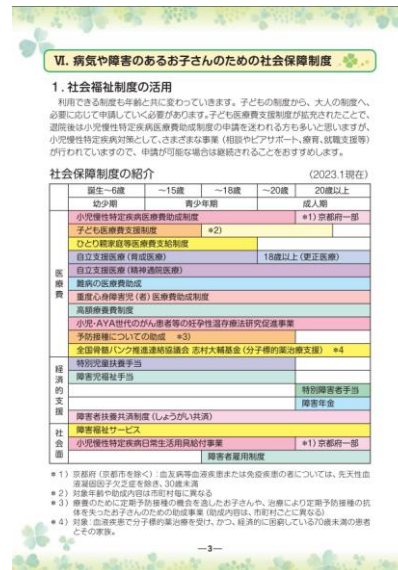 Ⅵ. 病気や障害のあるお子さんのための社会保障制度
1. 社会福祉制度の活用
利用できる制度も年齢と共に変わっていきます。子どもの制度から、大人の制度へ、
必要に応じて申請していく必要があります。子ども医療費支援制度が拡充されたことで、
退院後は小児慢性特定疾病医療費助成制度の申請を迷われる方も多いと思いますが、
小児慢性特定疾病対策として、さまざまな事業(相談やピアサポート、療育、就職支援等)
が行われていますので、申請が可能な場合は継続されることをおすすめします。
社会保障制度の紹介 (2023.1現在)
誕生~6歳 ~15歳 ~18歳 ~20歳 20歳以上
幼少期 青少年期 成人期
医療費
小児慢性特定疾病医療費助成制度 *1) 京都府一部
子ども医療費支援制度 *2)
ひとり親家庭等医療費支給制度
自立支援医療(育成医療) 18歳以上(更正医療)
自立支援医療(精神通院医療)
難病の医療費助成
重度心身障害児(者)医療費助成制度
高額療養費制度
小児・AYA世代のがん患者等の妊孕性温存療法研究促進事業
予防接種についての助成 *3)
全国骨髄バンク推進連絡協議会 志村大輔基金(分子標的薬治療支援) *4
経済的支援
特別児童扶養手当
障害児福祉手当
特別障害者手当
障害年金
障害者扶養共済制度(しょうがい共済)
社会面
障害福祉サービス
小児慢性特定疾病日常生活用具給付事業 *1) 京都府一部
障害者雇用制度
*1) 京都府(京都市を除く):血友病等血液疾患または免疫疾患の者については、先天性血
液凝固因子欠乏症を除き、30歳未満
*2) 対象年齢や助成内容は市町村毎に異なる
*3) 療養のために定期予防接種の機会を逸したお子さんや、治療により定期予防接種の抗
体を失ったお子さんのための助成事業(助成内容は、市町村ごとに異なる)
*4) 対象:血液疾患で分子標的薬治療を受け、かつ、経済的に困窮している70歳未満の患者
とその家族。
―3―